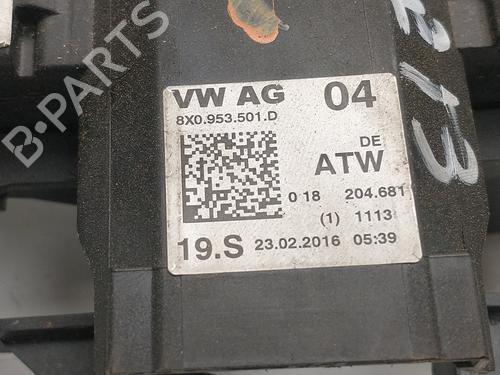 B-PARTS
VW AG 04
8X0.953.501.D
DE
ATW
0 18 204.681
(1) 1113
19.S 23.02.2016 05:39